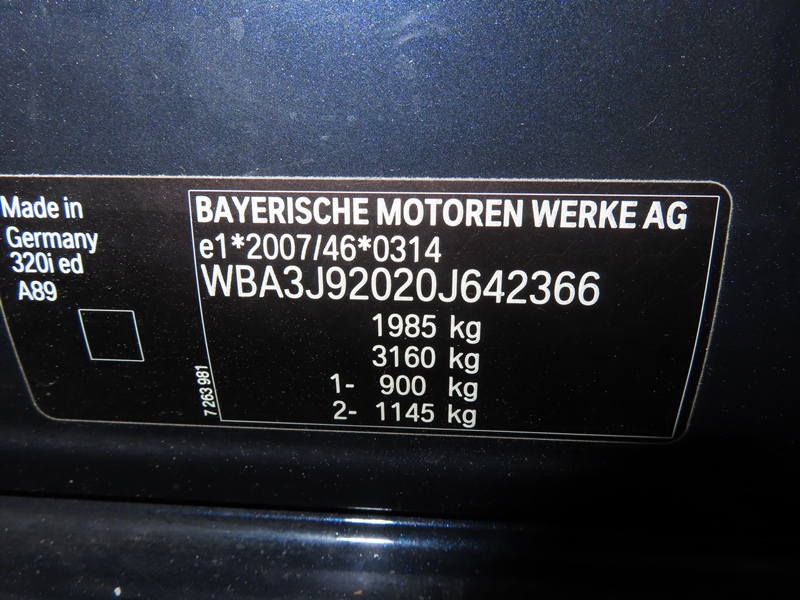 Made in
Germany
320i ed
A89
BAYERISCHE MOTOREN WERKE AG
e1*2007/46*0314
WBA3J92020J642366
1985 kg
3160 kg
1- 900 kg
2- 1145 kg
7 263 981